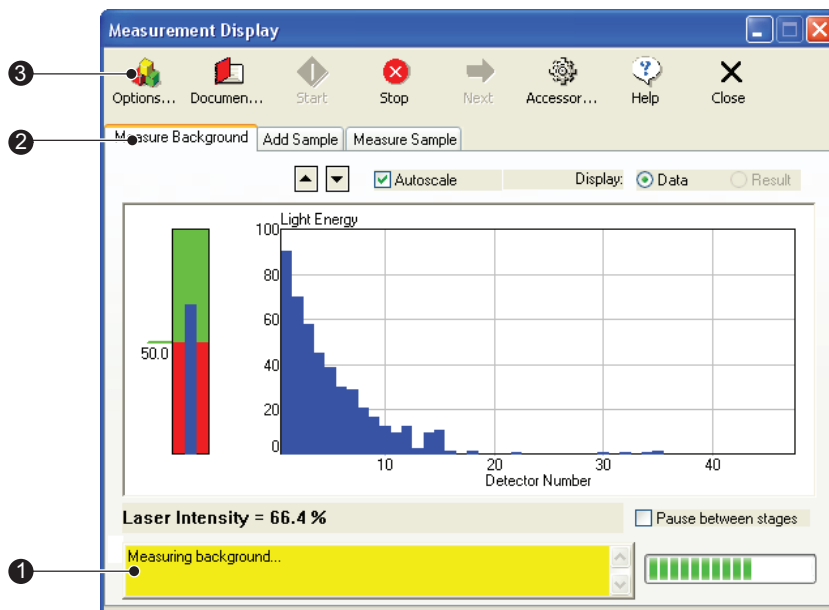 Measurement Display
3
Options... Documen... Start Stop Next Accessor... Help Close
2
Measure Background Add Sample Measure Sample
Autoscale Display: Data Result
Light Energy
100
80
60
40
20
0
50.0
10 20 30 40
Detector Number
Laser Intensity = 66.4 %
Pause between stages
1
Measuring background...